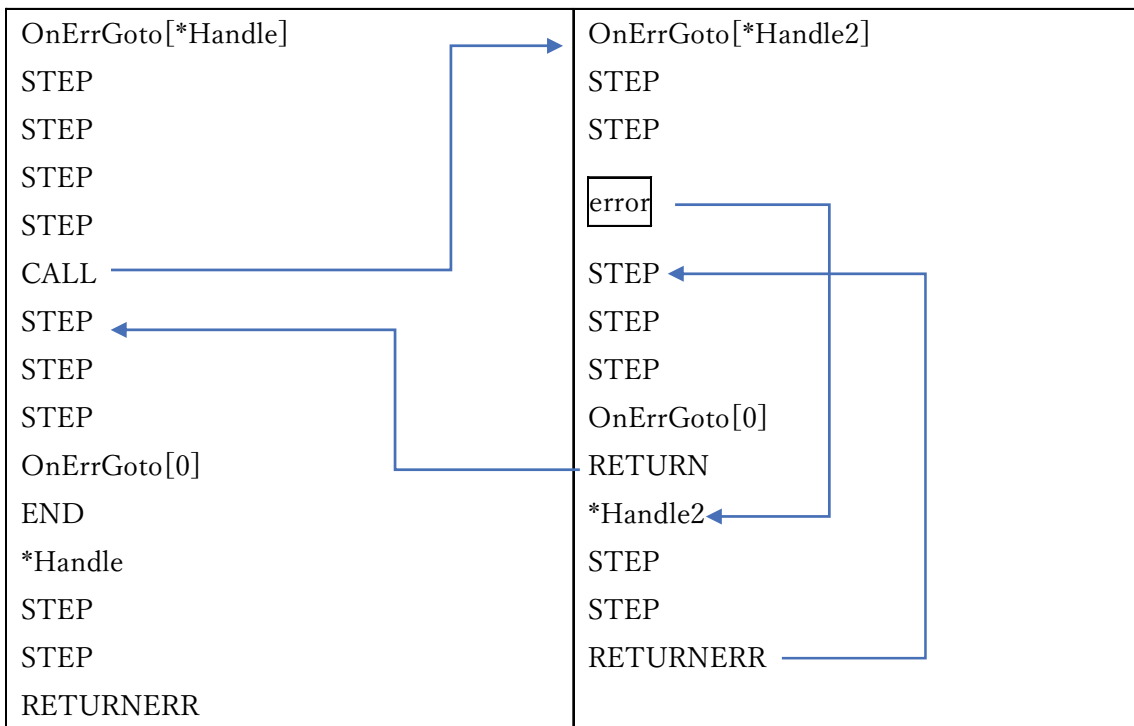 OnErrGoto[*Handle]
STEP
STEP
STEP
STEP
CALL
STEP
STEP
STEP
OnErrGoto[0]
END
*Handle
STEP
STEP
RETURNERR
OnErrGoto[*Handle2]
STEP
STEP
error
STEP
STEP
STEP
OnErrGoto[0]
RETURN
*Handle2
STEP
STEP
RETURNERR